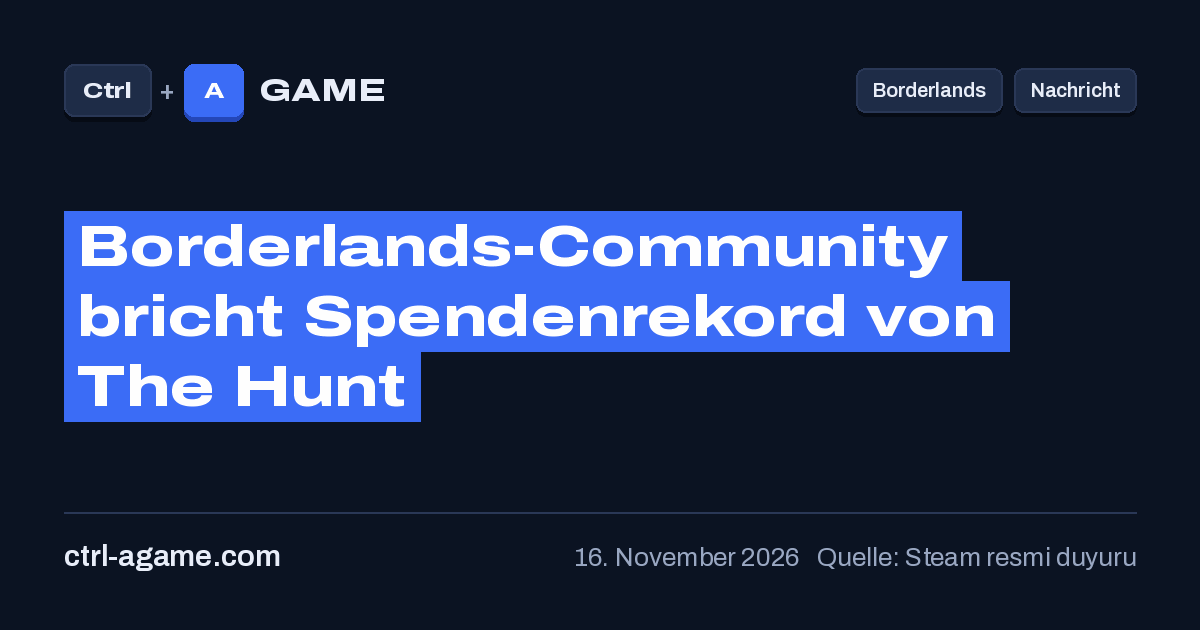 Ctrl + A GAME
Borderlands Nachricht
Borderlands-Community
bricht Spendenrekord von
The Hunt
ctrl-agame.com
16. November 2026 Quelle: Steam resmi duyuru